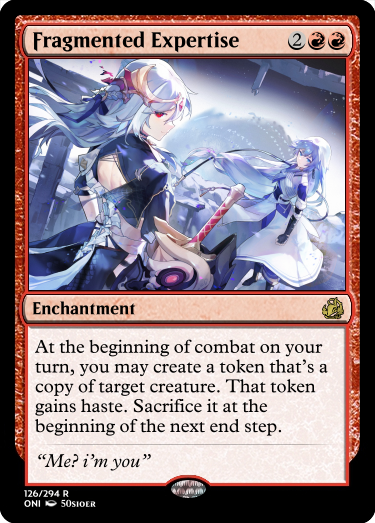 Fragmented Expertise 2
Enchantment
At the beginning of combat on your
turn, you may create a token that's a
copy of target creature. That token
gains haste. Sacrifice it at the
beginning of the next end step.
“Me? i'm you”
126/294 R
ONI 50SIOER